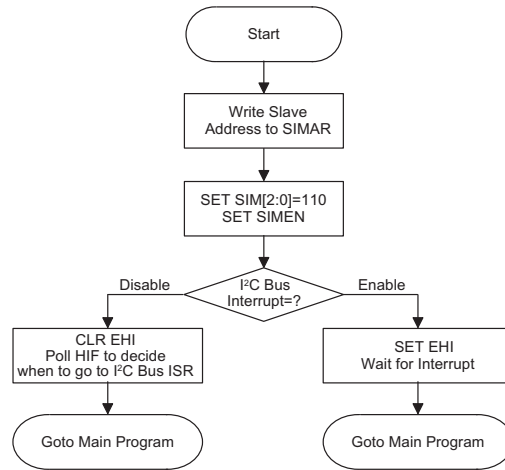 Start
Write Slave
Address to SIMAR
SET SIM[2:0]=110
SET SIMEN
I²C Bus
Interrupt=?
Disable
Enable
CLR EHI
Poll HIF to decide
when to go to I²C Bus ISR
SET EHI
Wait for Interrupt
Goto Main Program
Goto Main Program